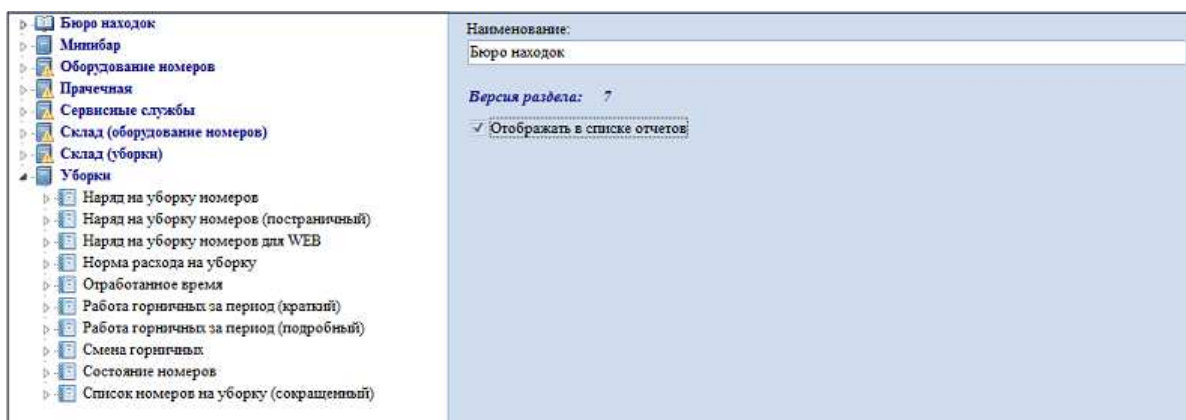 Бюро находок
Минибар
Оборудование номеров
Прачечная
Сервисные службы
Склад (оборудование номеров)
Склад (уборки)
Уборки
Наряд на уборку номеров
Наряд на уборку номеров (постраничный)
Наряд на уборку номеров для WEB
Норма расхода на уборку
Отработанное время
Работа горничных за период (краткий)
Работа горничных за период (подробный)
Смена горничных
Состояние номеров
Список номеров на уборку (сокращенный)
Наименование:
Бюро находок
Версия раздела: 7
Отображать в списке отчетов